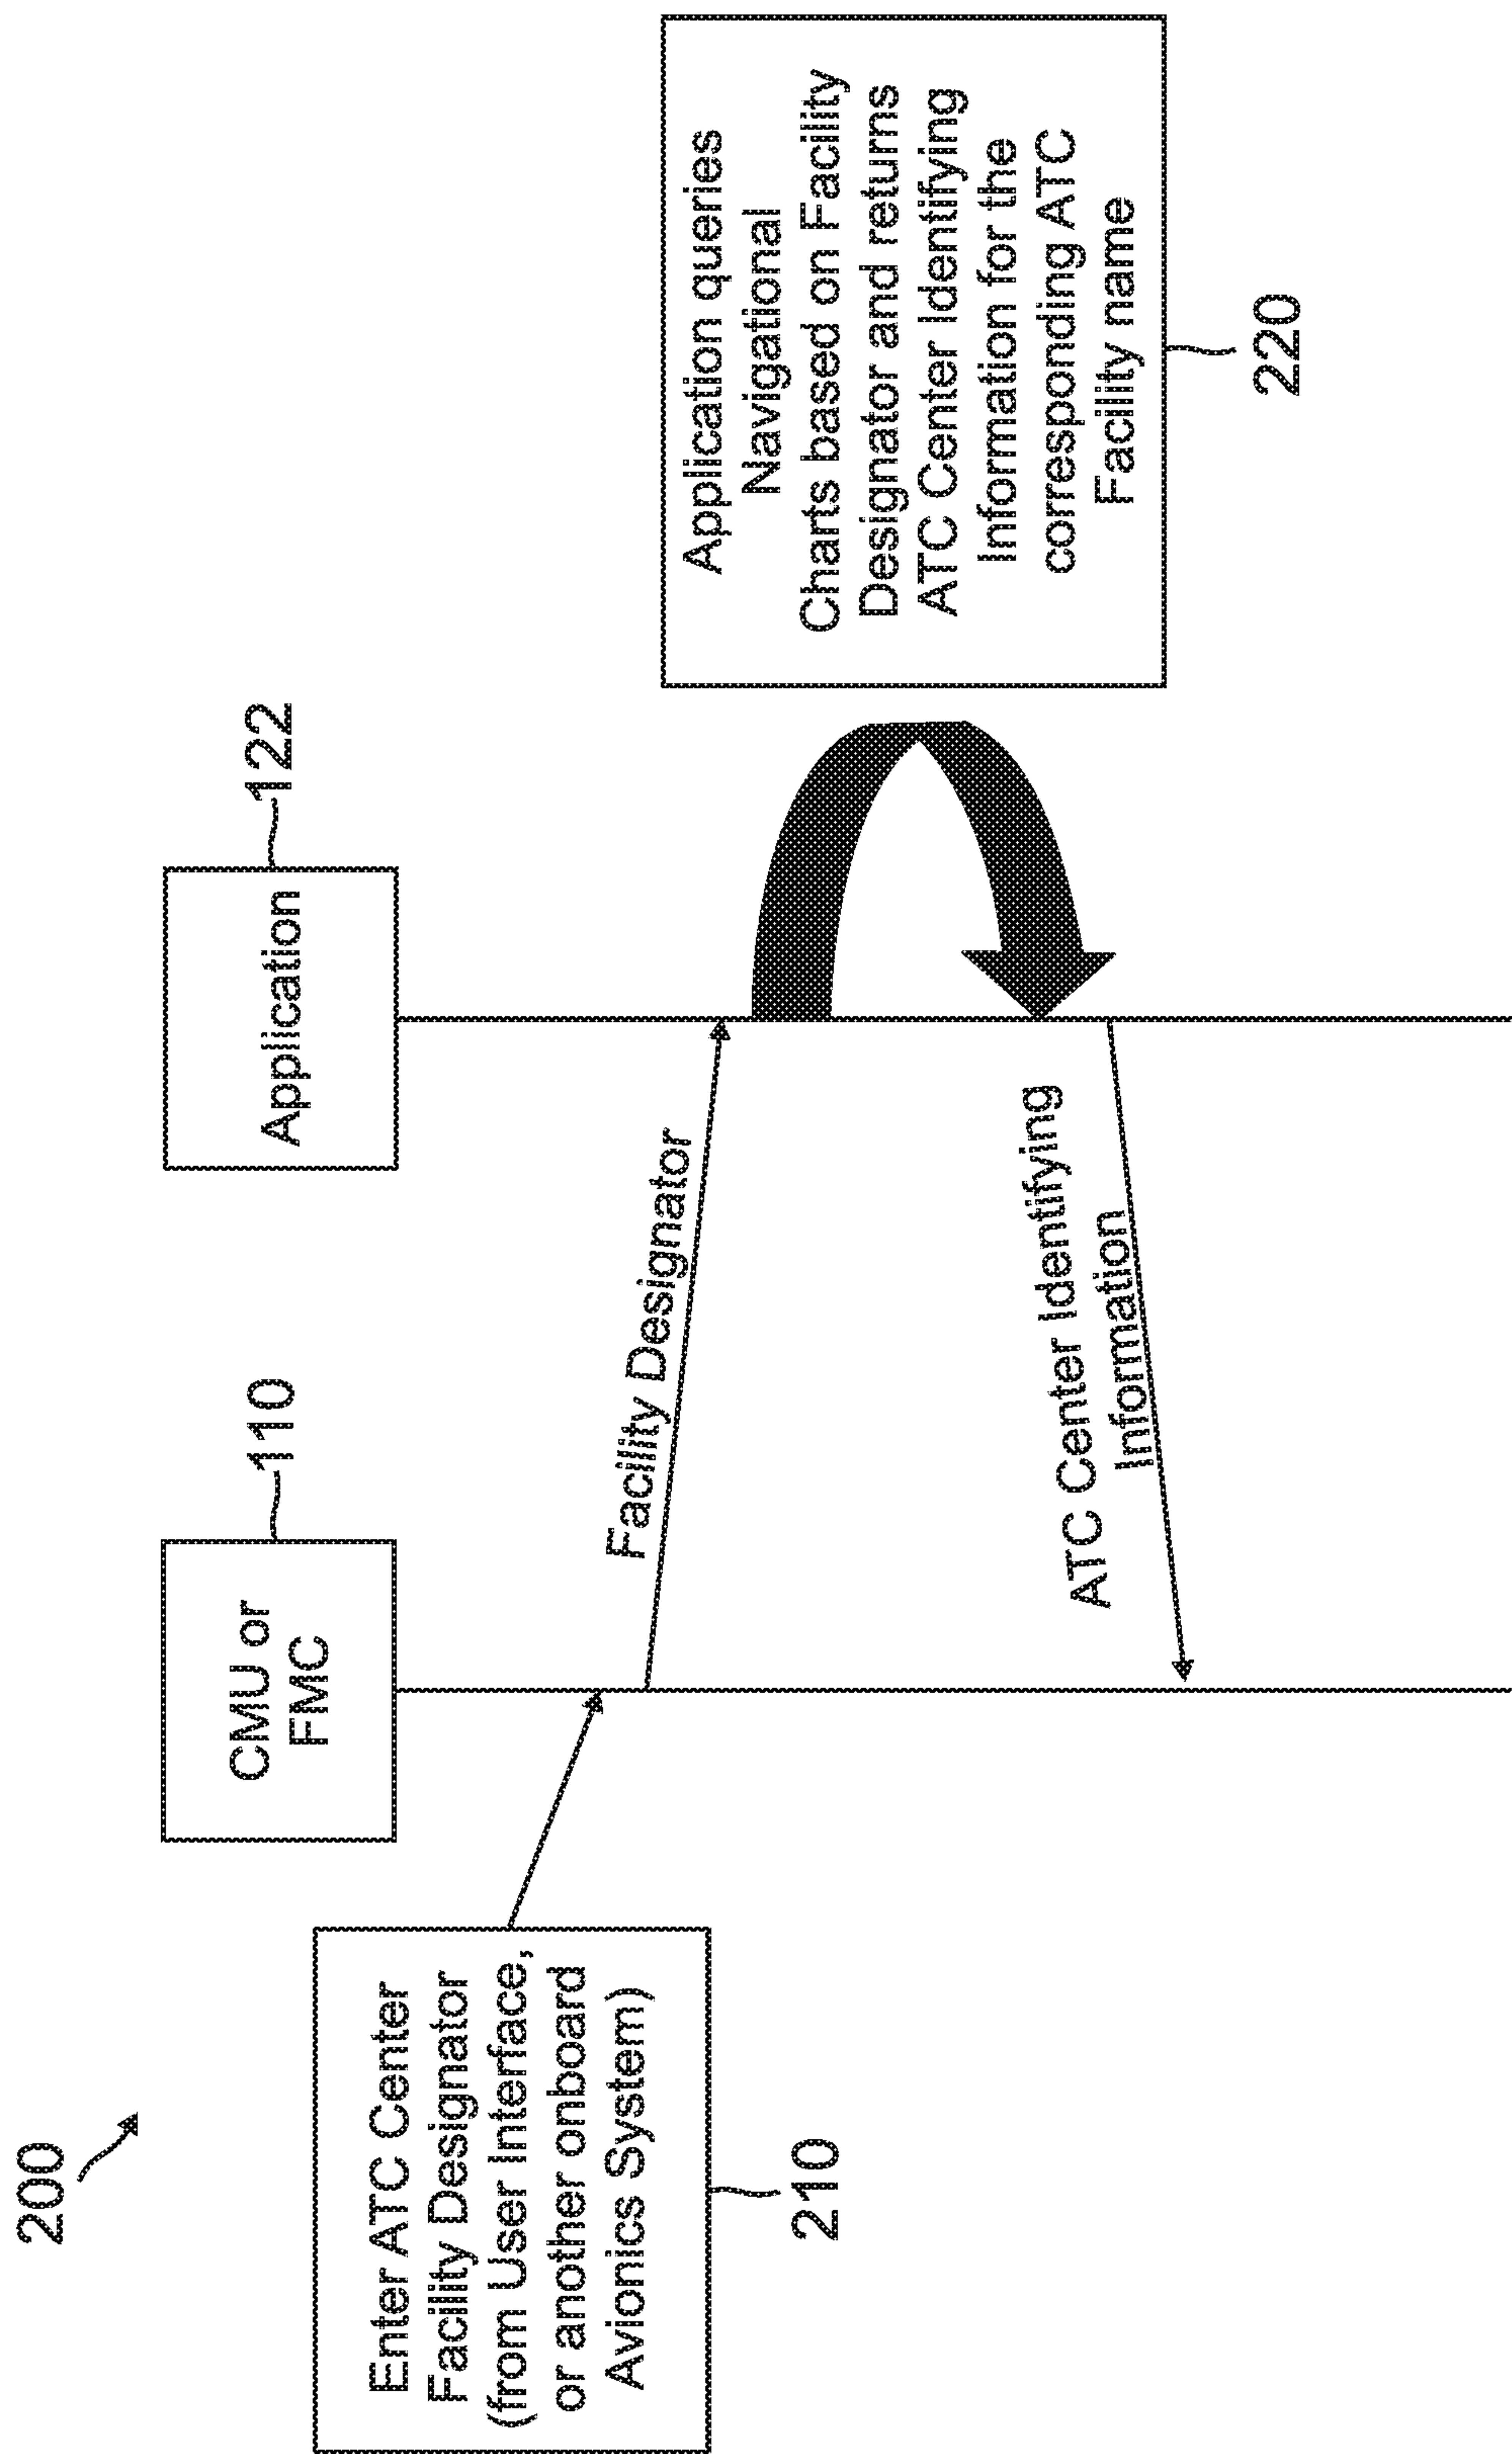 200
CMU or
FMC
110
Application
122
Enter ATC Center
Facility Designator
(from User Interface,
or another onboard
Avionics System)
210
Facility Designator
ATC Center Identifying
Information
Application queries
Navigational
Charts based on Facility
Designator and returns
ATC Center Identifying
Information for the
corresponding ATC
Facility name
220